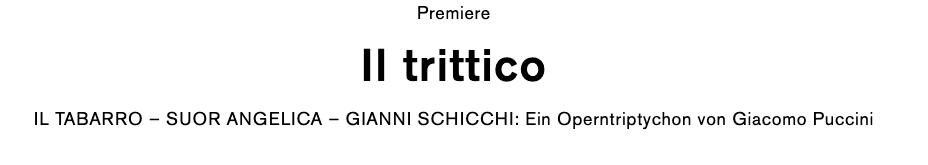 Premiere
Il trittico
IL TABARRO – SUOR ANGELICA – GIANNI SCHICCHI: Ein Operntriptychon von Giacomo Puccini